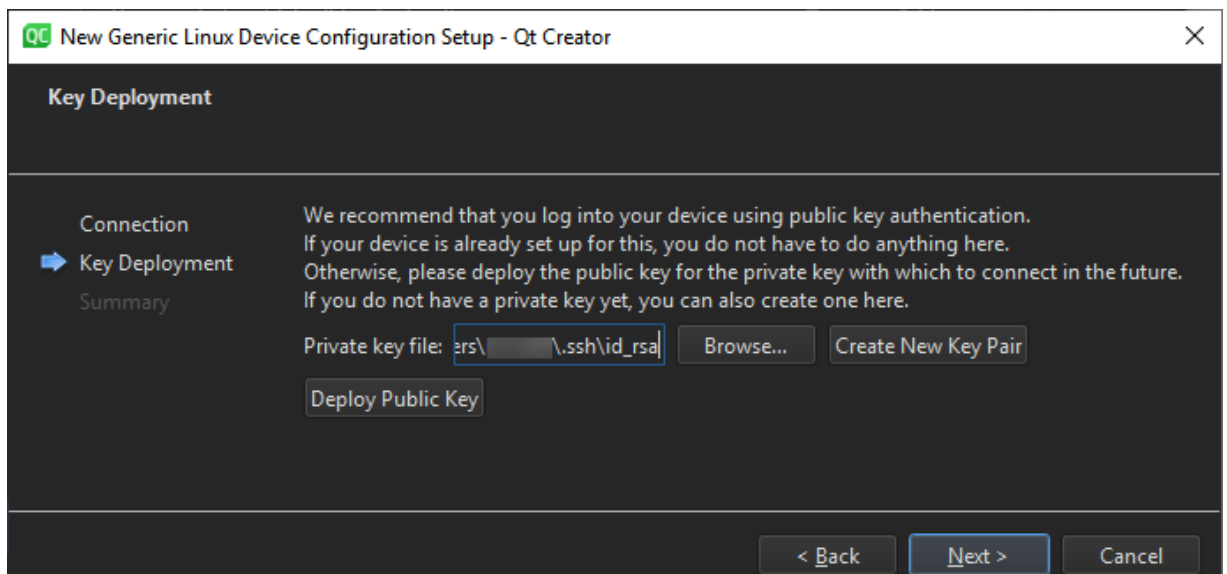 QC New Generic Linux Device Configuration Setup - Qt Creator
Key Deployment
Connection
Key Deployment
Summary
We recommend that you log into your device using public key authentication.
If your device is already set up for this, you do not have to do anything here.
Otherwise, please deploy the public key for the private key with which to connect in the future.
If you do not have a private key yet, you can also create one here.
Private key file: ers\ \.ssh\id_rsa Browse... Create New Key Pair
Deploy Public Key
< Back Next > Cancel